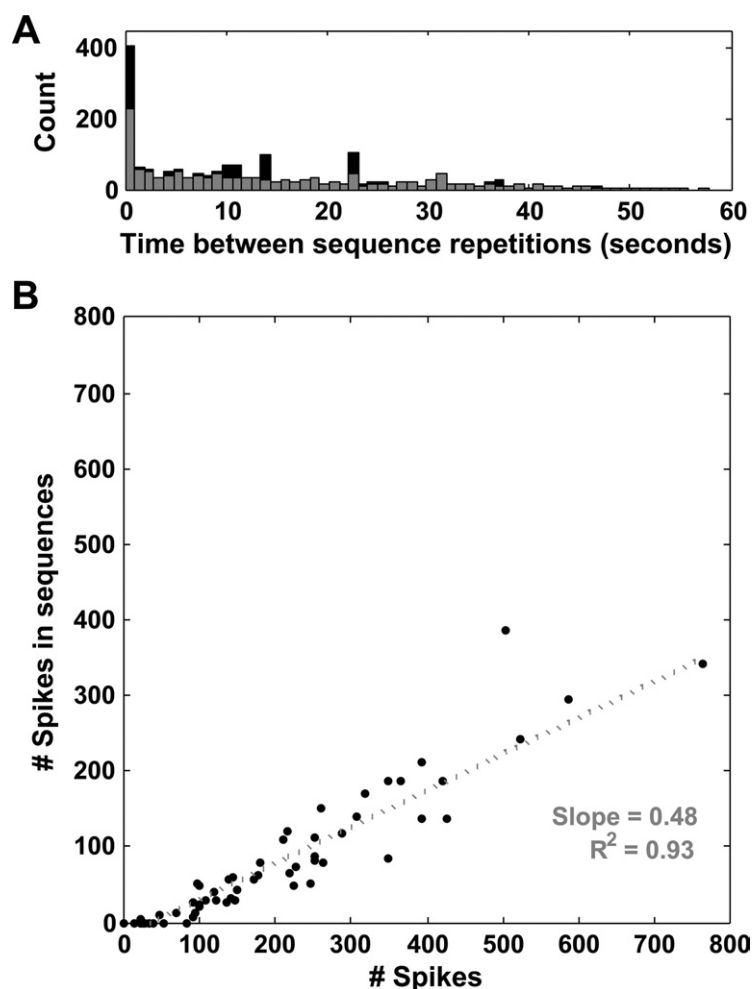 A
400
200
0
Count
0 10 20 30 40 50 60
Time between sequence repetitions (seconds)
B
800
700
600
500
400
300
200
100
0
# Spikes in sequences
Slope = 0.48
R² = 0.93
0 100 200 300 400 500 600 700 800
# Spikes